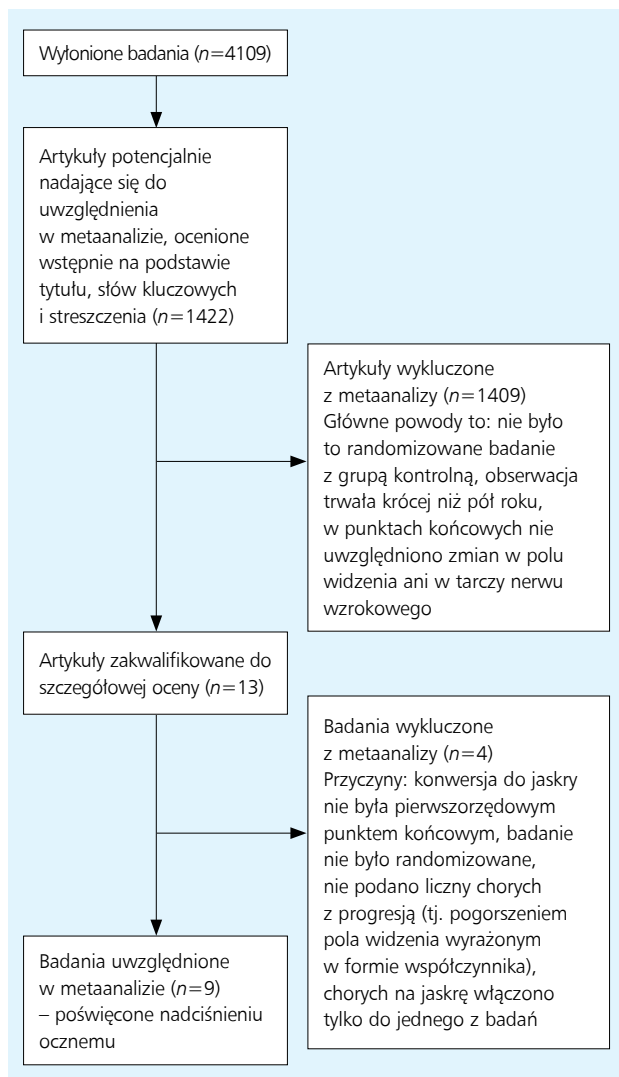 Wyłonione badania (n=4109)
Artykuły potencjalnie
nadające się do
uwzględnienia
w metaanalizie, ocenione
wstępnie na podstawie
tytułu, słów kluczowych
i streszczenia (n=1422)
Artykuły wykluczone
z metaanalizy (n=1409)
Główne powody to: nie było
to randomizowane badanie
z grupą kontrolną, obserwacja
trwała krócej niż pół roku,
w punktach końcowych nie
uwzględniono zmian w polu
widzenia ani w tarczy nerwu
wzrokowego
Artykuły zakwalifikowane do
szczegółowej oceny (n=13)
Badania wykluczone
z metaanalizy (n=4)
Przyczyny: konwersja do jaskry
nie była pierwszorzędowym
punktem końcowym, badanie
nie było randomizowane,
nie podano liczny chorych
z progresją (tj. pogorszeniem
pola widzenia wyrażonym
w formie współczynnika),
chorych na jaskrę włączono
tylko do jednego z badań
Badania uwzględnione
w metaanalizie (n=9)
– poświęcone nadciśnieniu
ocznemu